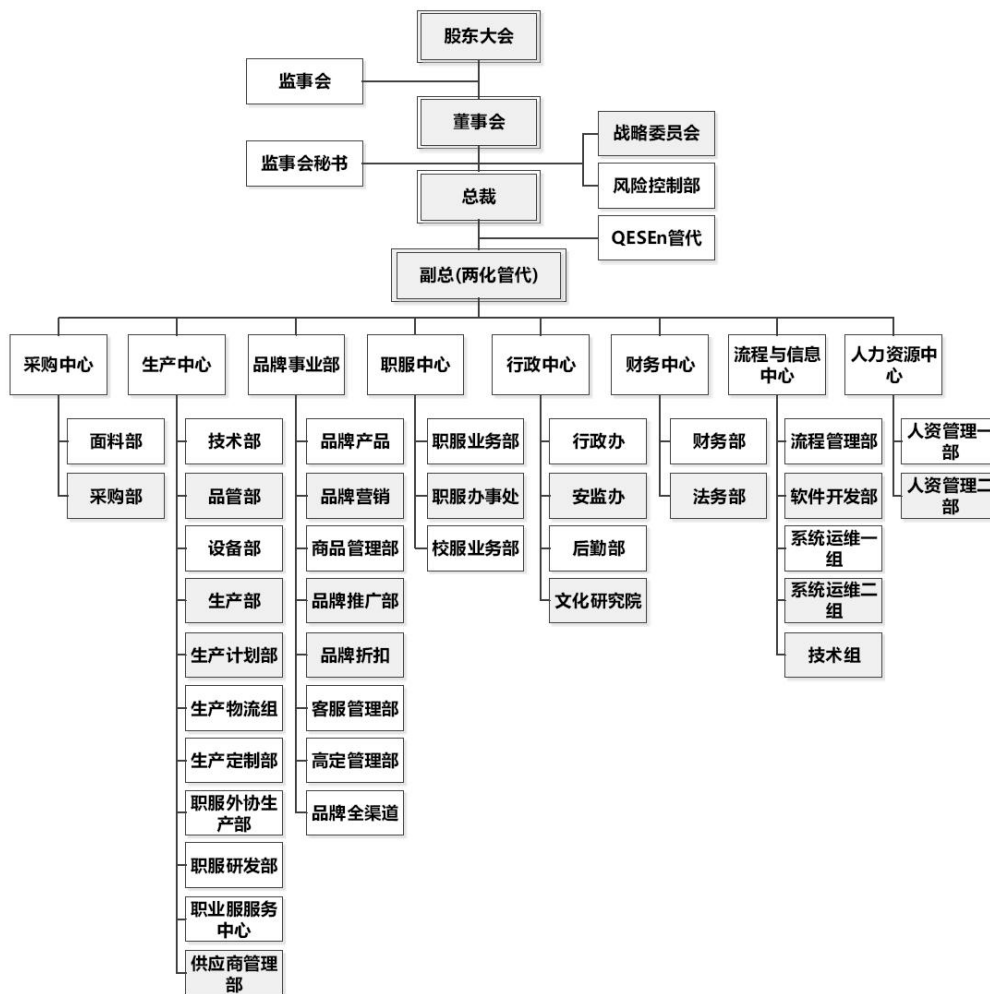 股东大会
监事会
董事会
战略委员会
监事会秘书
风险控制部
总裁
QESEn管代
副总(两化管代)
采购中心
生产中心
品牌事业部
职服中心
行政中心
财务中心
流程与信息
中心
人力资源中
心
面料部
采购部
技术部
品管部
设备部
生产部
生产计划部
生产物流组
生产定制部
职服外协生
产部
职服研发部
职业服服务
中心
供应商管理
部
品牌产品
品牌营销
商品管理部
品牌推广部
品牌折扣
客服管理部
高定管理部
品牌全渠道
职服业务部
职服办事处
校服业务部
行政办
安监办
后勤部
文化研究院
财务部
法务部
流程管理部
软件开发部
系统运维一
组
系统运维二
组
技术组
人资管理一
部
人资管理二
部